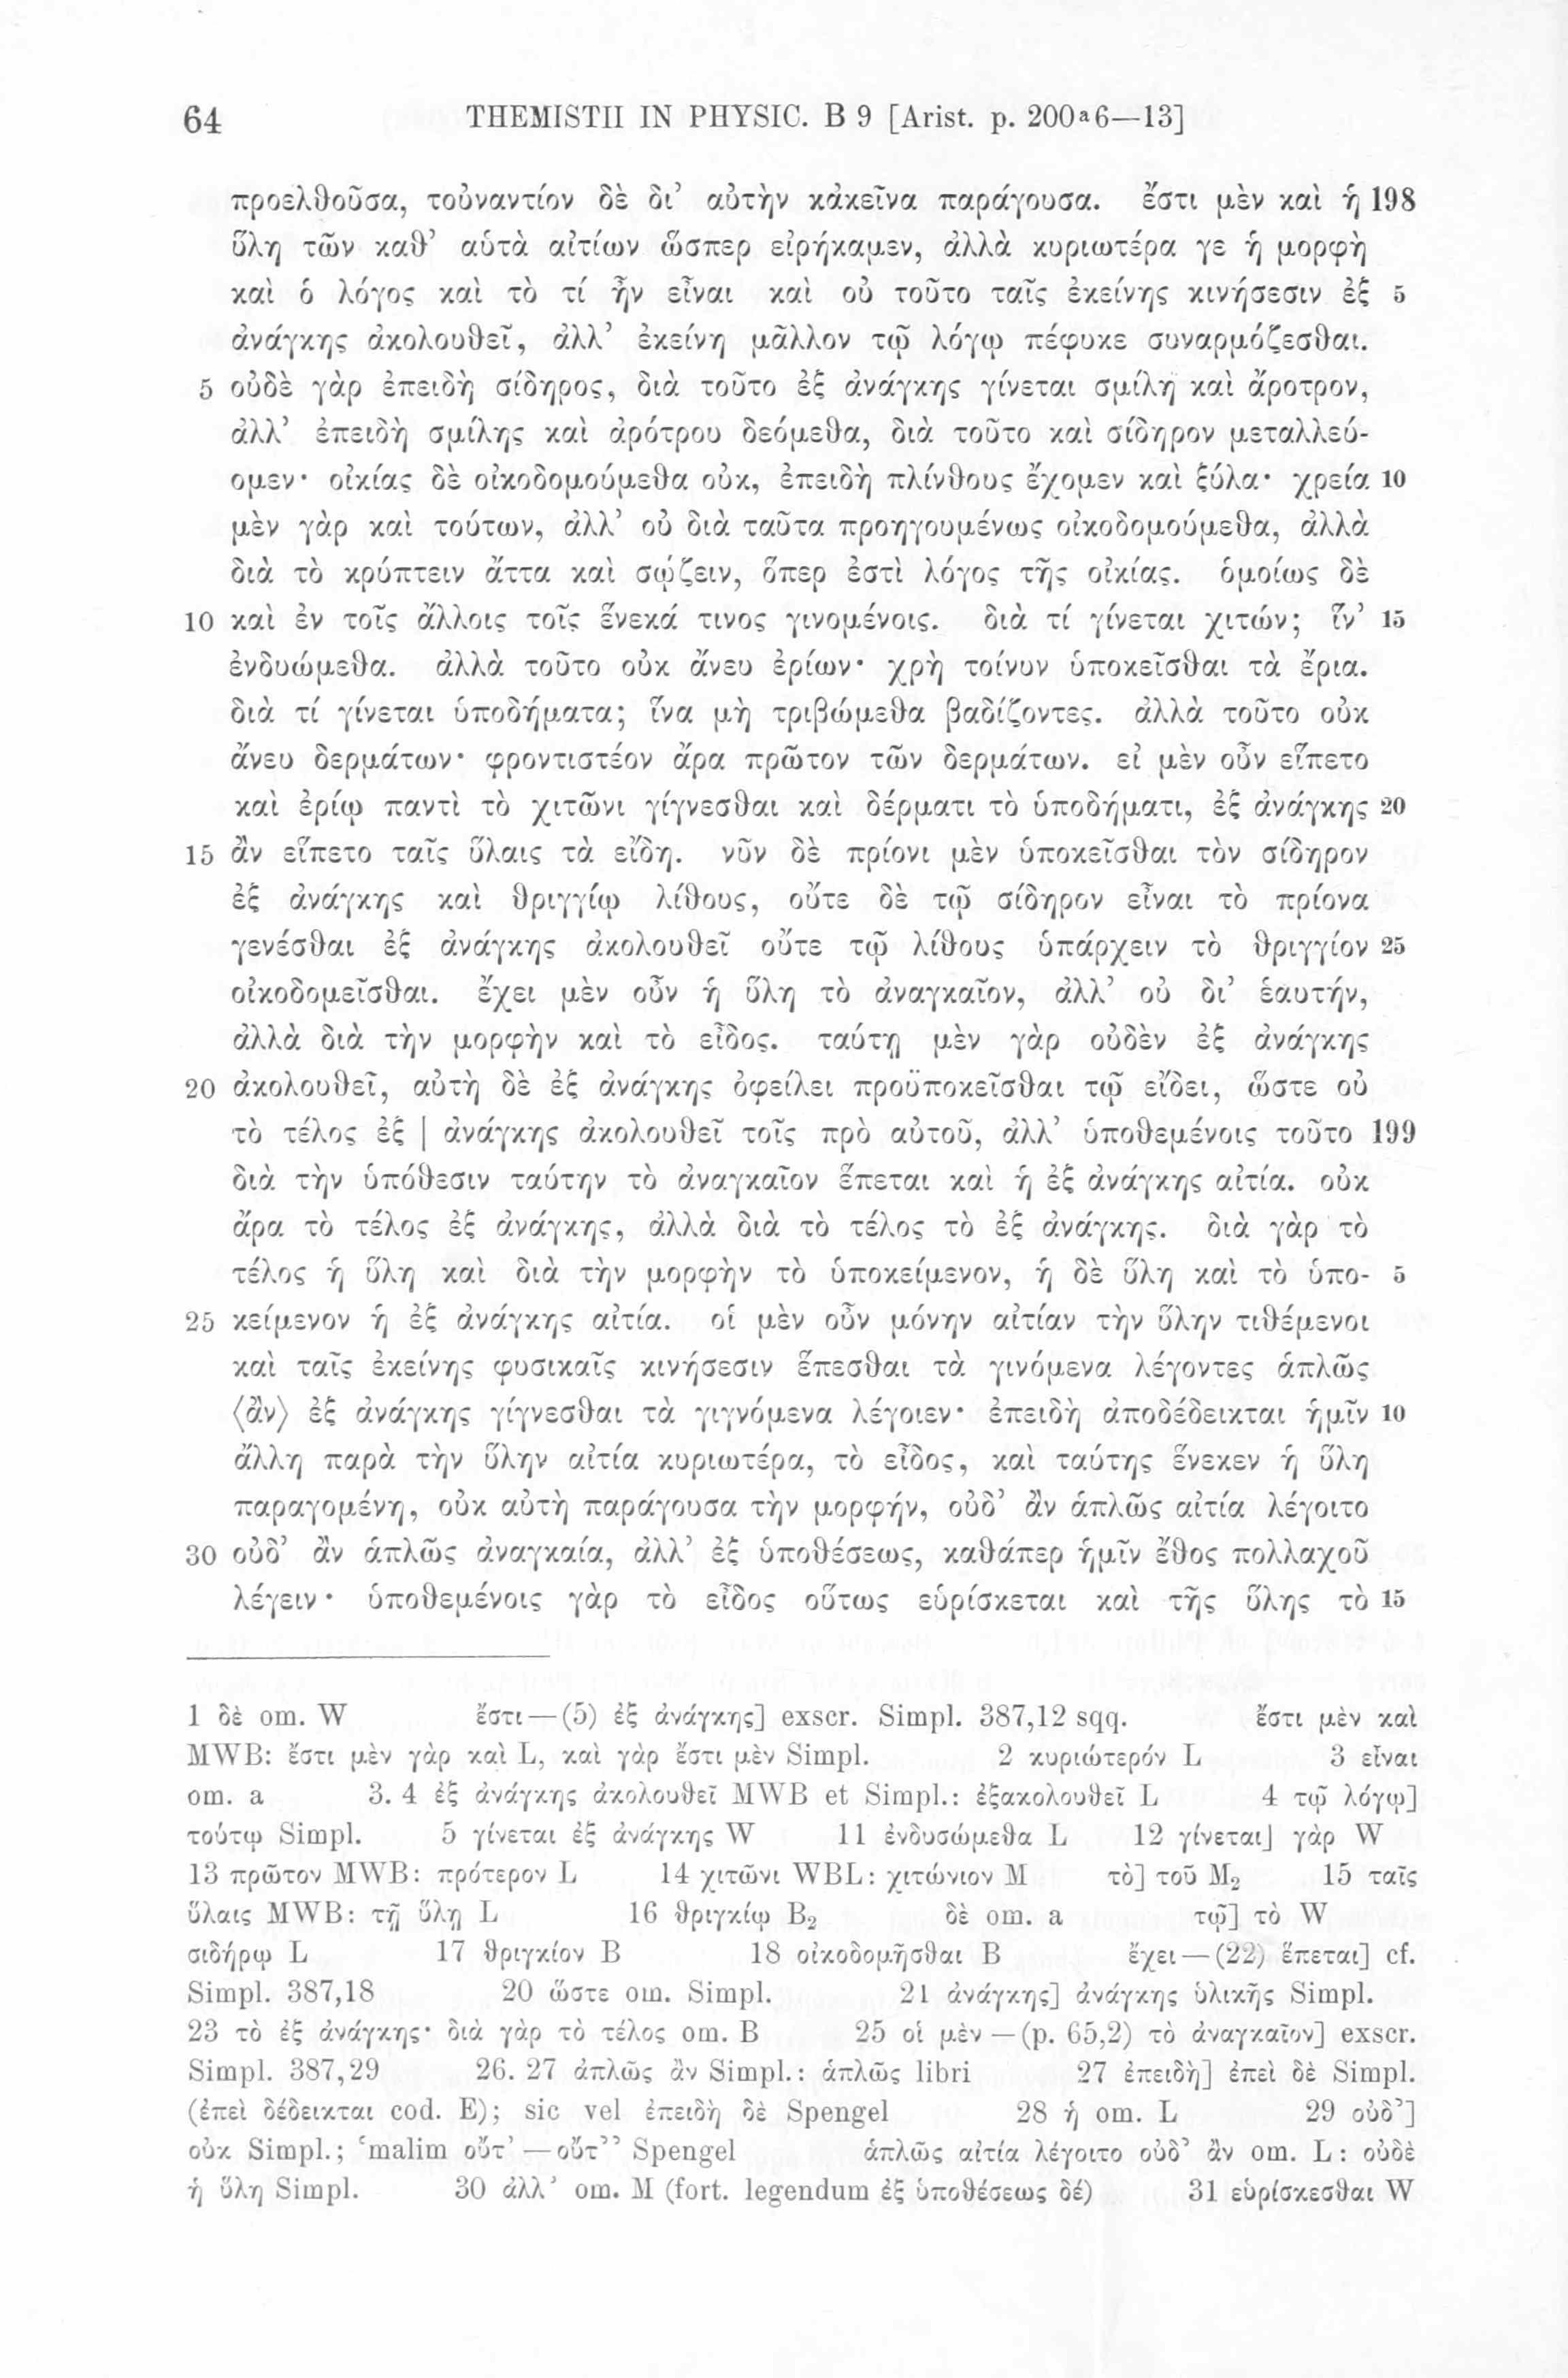 64 THEMISTII IN PHYSIC. B 9 [Arist. p. 200ᵃ6—13]
προελθοῦσα, τοὐναντίον δὲ δι’ αὐτὴν κἀκεῖνα παράγουσα. ἔστι μὲν καὶ ἡ 198
ὕλη τῶν καθ’ αὑτὰ αἰτίων ὥσπερ εἰρήκαμεν, ἀλλὰ κυριωτέρα γε ἡ μορφὴ
καὶ ὁ λόγος καὶ τὸ τί ἦν εἶναι καὶ οὐ τοῦτο ταῖς ἐκείνης κινήσεσιν ἐξ 5
ἀνάγκης ἀκολουθεῖ, ἀλλ’ ἐκείνη μᾶλλον τῷ λόγῳ πέφυκε συναρμόζεσθαι.
5 οὐδὲ γὰρ ἐπειδὴ σίδηρος, διὰ τοῦτο ἐξ ἀνάγκης γίνεται σμίλη καὶ ἄροτρον,
ἀλλ’ ἐπειδὴ σμίλης καὶ ἀρότρου δεόμεθα, διὰ τοῦτο καὶ σίδηρον μεταλλεύ-
ομεν· οἰκίας δὲ οἰκοδομούμεθα οὐκ, ἐπειδὴ πλίνθους ἔχομεν καὶ ξύλα· χρεία 10
μὲν γὰρ καὶ τούτων, ἀλλ’ οὐ διὰ ταῦτα προηγουμένως οἰκοδομούμεθα, ἀλλὰ
διὰ τὸ κρύπτειν ἄττα καὶ σῴζειν, ὅπερ ἐστὶ λόγος τῆς οἰκίας. ὁμοίως δὲ
10 καὶ ἐν τοῖς ἄλλοις τοῖς ἕνεκά τινος γινομένοις. διὰ τί γίνεται χιτών; ἵν’ 15
ἐνδυώμεθα. ἀλλὰ τοῦτο οὐκ ἄνευ ἐρίων· χρὴ τοίνυν ὑποκεῖσθαι τὰ ἔρια.
διὰ τί γίνεται ὑποδήματα; ἵνα μὴ τριβώμεθα βαδίζοντες. ἀλλὰ τοῦτο οὐκ
ἄνευ δερμάτων· φροντιστέον ἄρα πρῶτον τῶν δερμάτων. εἰ μὲν οὖν εἵπετο
καὶ ἐρίῳ παντὶ τὸ χιτῶνι γίγνεσθαι καὶ δέρματι τὸ ὑποδήματι, ἐξ ἀνάγκης 20
15 ἂν εἵπετο ταῖς ὕλαις τὰ εἴδη. νῦν δὲ πρίονι μὲν ὑποκεῖσθαι τὸν σίδηρον
ἐξ ἀνάγκης καὶ θριγγίῳ λίθους, οὔτε δὲ τῷ σίδηρον εἶναι τὸ πρίονα
γενέσθαι ἐξ ἀνάγκης ἀκολουθεῖ οὔτε τῷ λίθους ὑπάρχειν τὸ θριγγίον 25
οἰκοδομεῖσθαι. ἔχει μὲν οὖν ἡ ὕλη τὸ ἀναγκαῖον, ἀλλ’ οὐ δι’ ἑαυτήν,
ἀλλὰ διὰ τὴν μορφὴν καὶ τὸ εἶδος. ταύτῃ μὲν γὰρ οὐδὲν ἐξ ἀνάγκης
20 ἀκολουθεῖ, αὐτὴ δὲ ἐξ ἀνάγκης ὀφείλει προϋποκεῖσθαι τῷ εἴδει, ὥστε οὐ
τὸ τέλος ἐξ | ἀνάγκης ἀκολουθεῖ τοῖς πρὸ αὐτοῦ, ἀλλ’ ὑποθεμένοις τοῦτο 199
διὰ τὴν ὑπόθεσιν ταύτην τὸ ἀναγκαῖον ἕπεται καὶ ἡ ἐξ ἀνάγκης αἰτία. οὐκ
ἄρα τὸ τέλος ἐξ ἀνάγκης, ἀλλὰ διὰ τὸ τέλος τὸ ἐξ ἀνάγκης. διὰ γὰρ τὸ
τέλος ἡ ὕλη καὶ διὰ τὴν μορφὴν τὸ ὑποκείμενον, ἡ δὲ ὕλη καὶ τὸ ὑπο- 5
25 κείμενον ἡ ἐξ ἀνάγκης αἰτία. οἱ μὲν οὖν μόνην αἰτίαν τὴν ὕλην τιθέμενοι
καὶ ταῖς ἐκείνης φυσικαῖς κινήσεσιν ἕπεσθαι τὰ γινόμενα λέγοντες ἁπλῶς
⟨ἂν⟩ ἐξ ἀνάγκης γίγνεσθαι τὰ γιγνόμενα λέγοιεν· ἐπειδὴ ἀποδέδεικται ἡμῖν 10
ἄλλη παρὰ τὴν ὕλην αἰτία κυριωτέρα, τὸ εἶδος, καὶ ταύτης ἕνεκεν ἡ ὕλη
παραγομένη, οὐκ αὐτὴ παράγουσα τὴν μορφήν, οὐδ’ ἂν ἁπλῶς αἰτία λέγοιτο
30 οὐδ’ ἂν ἁπλῶς ἀναγκαία, ἀλλ’ ἐξ ὑποθέσεως, καθάπερ ἡμῖν ἔθος πολλαχοῦ
λέγειν· ὑποθεμένοις γὰρ τὸ εἶδος οὕτως εὑρίσκεται καὶ τῆς ὕλης τὸ 15
1 δὲ om. W ἔστι—(5) ἐξ ἀνάγκης] exscr. Simpl. 387,12 sqq. ἔστι μὲν καὶ
MWB: ἔστι μὲν γὰρ καὶ L, καὶ γὰρ ἔστι μὲν Simpl. 2 κυριώτερόν L 3 εἶναι
om. a 3. 4 ἐξ ἀνάγκης ἀκολουθεῖ MWB et Simpl.: ἐξακολουθεῖ L 4 τῷ λόγῳ]
τούτῳ Simpl. 5 γίνεται ἐξ ἀνάγκης W 11 ἐνδυσώμεθα L 12 γίνεται] γὰρ W
13 πρῶτον MWB: πρότερον L 14 χιτῶνι WBL: χιτώνιον M τὸ] τοῦ M₂ 15 ταῖς
ὕλαις MWB: τῇ ὕλῃ L 16 θριγκίῳ B₂ δὲ om. a τῷ] τὸ W
σιδήρῳ L 17 θριγκίον B 18 οἰκοδομῆσθαι B ἔχει—(22) ἕπεται] cf.
Simpl. 387,18 20 ὥστε om. Simpl. 21 ἀνάγκης] ἀνάγκης ὑλικῆς Simpl.
23 τὸ ἐξ ἀνάγκης· διὰ γὰρ τὸ τέλος om. B 25 οἱ μὲν—(p. 65,2) τὸ ἀναγκαῖον] exscr.
Simpl. 387,29 26. 27 ἁπλῶς ἂν Simpl.: ἁπλῶς libri 27 ἐπειδὴ] ἐπεὶ δὲ Simpl.
(ἐπεὶ δέδεικται cod. E); sic vel ἐπειδὴ δὲ Spengel 28 ἡ om. L 29 οὐδ’]
οὐκ Simpl.; ‘malim οὔτ’—οὔτ’’ Spengel ἁπλῶς αἰτία λέγοιτο οὐδ’ ἂν om. L: οὐδὲ
ἡ ὕλη Simpl. 30 ἀλλ’ om. M (fort. legendum ἐξ ὑποθέσεως δέ) 31 εὑρίσκεσθαι W